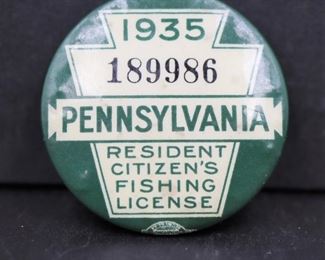 1935
189986
PENNSYLVANIA
RESIDENT
CITIZEN'S
FISHING
LICENSE